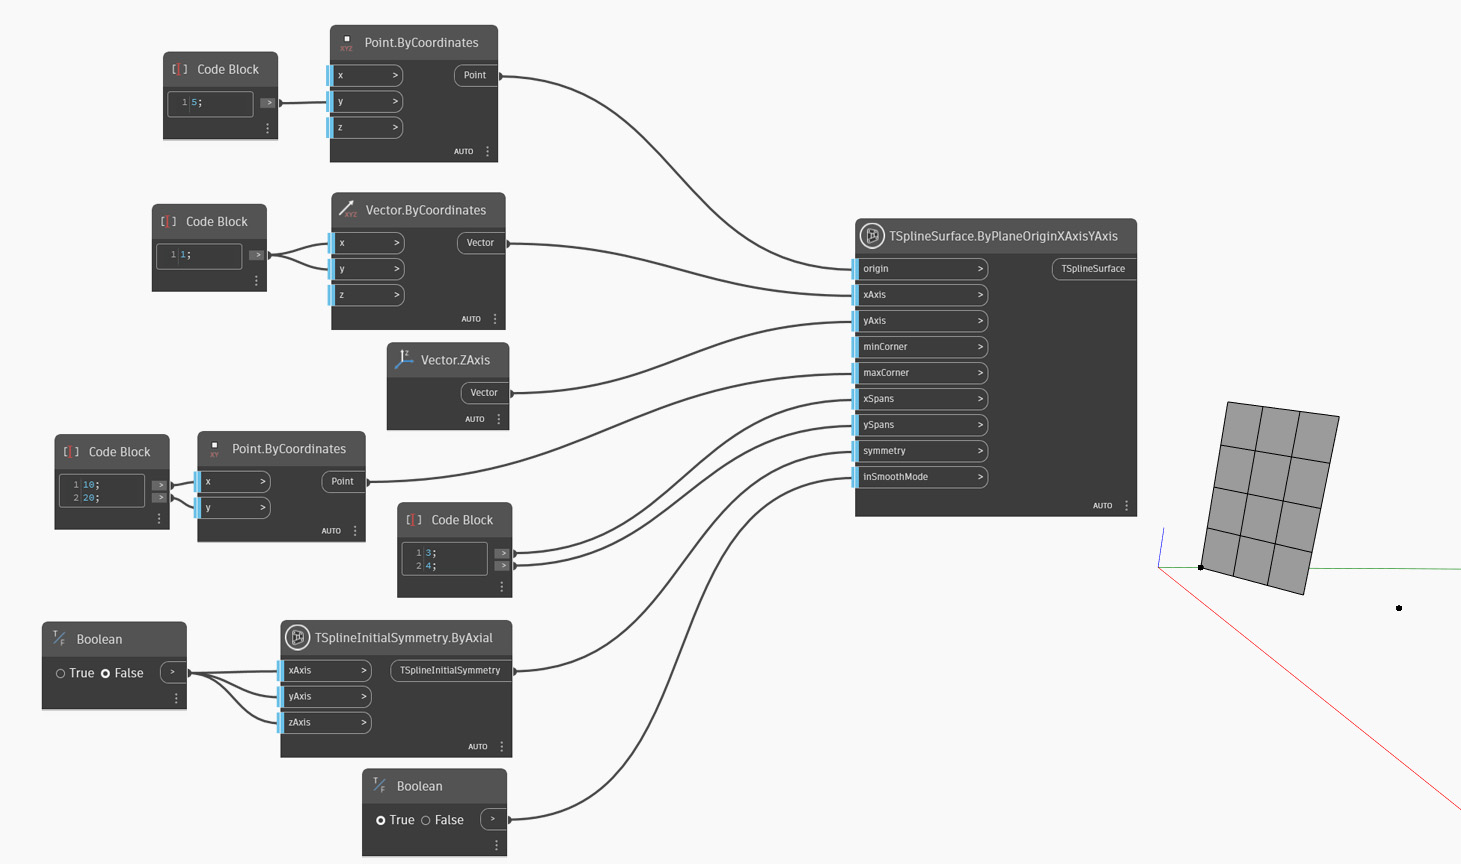 Point.ByCoordinates
XYZ
x >
Point
y >
z >
AUTO
Code Block
1 5;
>
Vector.ByCoordinates
XYZ
x >
Vector
y >
z >
AUTO
Code Block
1 1;
>
TSplineSurface.ByPlaneOriginXAxisYAxis
origin >
TSplineSurface
xAxis >
yAxis >
minCorner >
maxCorner >
xSpans >
ySpans >
symmetry >
inSmoothMode >
AUTO
Z
Vector.ZAxis
Vector
AUTO
Code Block
1 10; >
2 20; >
Point.ByCoordinates
XY
x >
Point
y >
AUTO
Code Block
1 3; >
2 4; >
T/F
Boolean
True False
>
TSplineInitialSymmetry.ByAxial
xAxis >
TSplineInitialSymmetry
yAxis >
zAxis >
AUTO
T/F
Boolean
True False
>